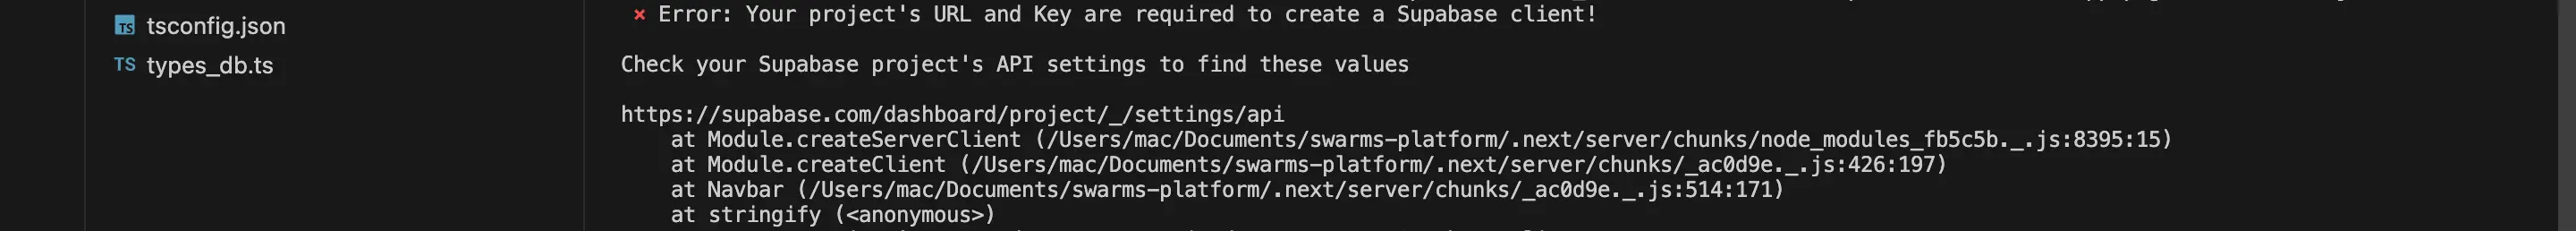 TS tsconfig.json
TS types_db.ts
× Error: Your project's URL and Key are required to create a Supabase client!
Check your Supabase project's API settings to find these values
https://supabase.com/dashboard/project/_/settings/api
at Module.createServerClient (/Users/mac/Documents/swarms-platform/.next/server/chunks/node_modules_fb5c5b._.js:8395:15)
at Module.createClient (/Users/mac/Documents/swarms-platform/.next/server/chunks/_ac0d9e._.js:426:197)
at Navbar (/Users/mac/Documents/swarms-platform/.next/server/chunks/_ac0d9e._.js:514:171)
at stringify (<anonymous>)